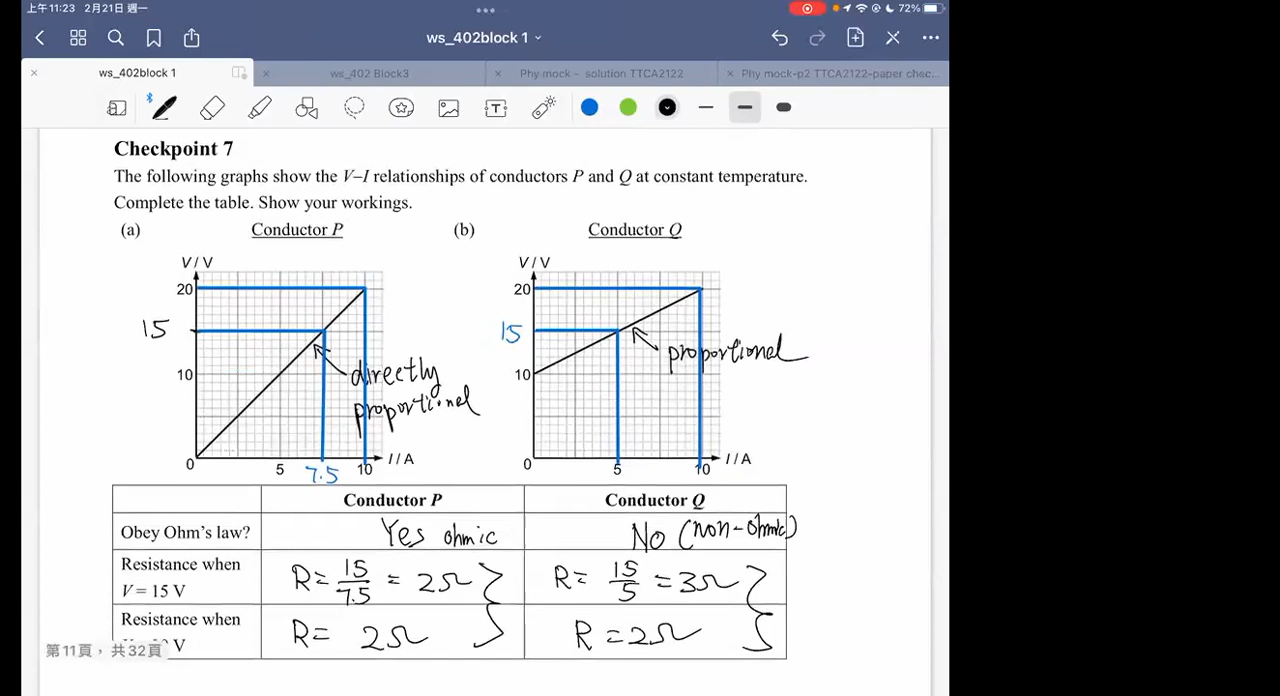 上午11:23 2月21日 週一
72%
ws_402block 1
ws_402block 1
ws_402 Block3
Phy mock - solution TTCA2122
Phy mock-p2 TTCA2122-paper chec...
Checkpoint 7
The following graphs show the V–I relationships of conductors P and Q at constant temperature.
Complete the table. Show your workings.
(a) Conductor P
V/V
20
15
10
0
5
7.5
10
I/A
directly
proportional
(b) Conductor Q
V/V
20
15
10
0
5
10
I/A
proportional
Conductor P Conductor Q
Obey Ohm's law? Yes ohmic No (non-ohmic)
Resistance when
V = 15 V
R = 15/7.5 = 2Ω R = 15/5 = 3Ω
Resistance when
V
R = 2Ω R = 2Ω
第11頁，共32頁